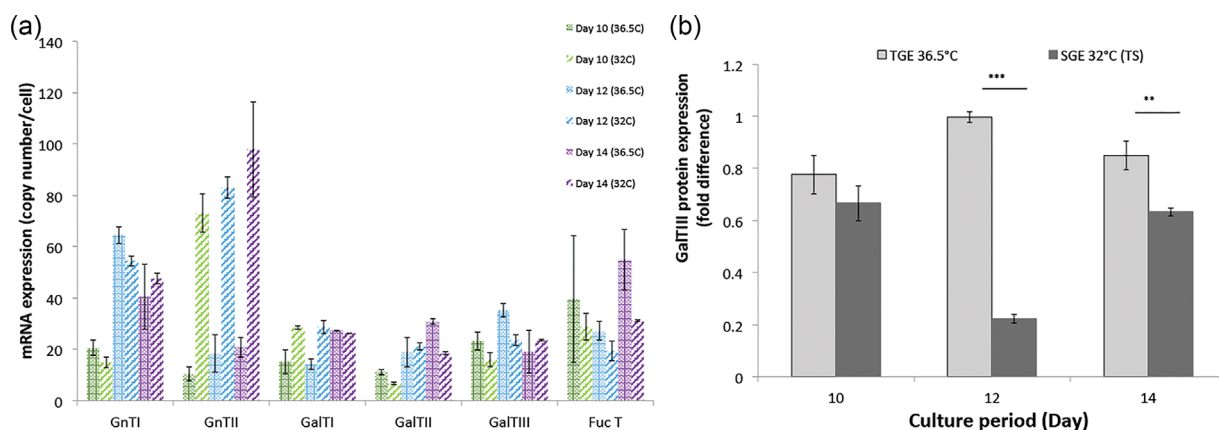 (a)
mRNA expression (copy number/cell)
140
120
100
80
60
40
20
0
GnTI
GnTII
GalTI
GalTII
GalTIII
Fuc T
Day 10 (36.5C)
Day 10 (32C)
Day 12 (36.5C)
Day 12 (32C)
Day 14 (36.5C)
Day 14 (32C)
(b)
TGE 36.5°C
SGE 32°C (TS)
GalTIII protein expression
(fold difference)
1.2
1
0.8
0.6
0.4
0.2
0
***
**
10
12
14
Culture period (Day)